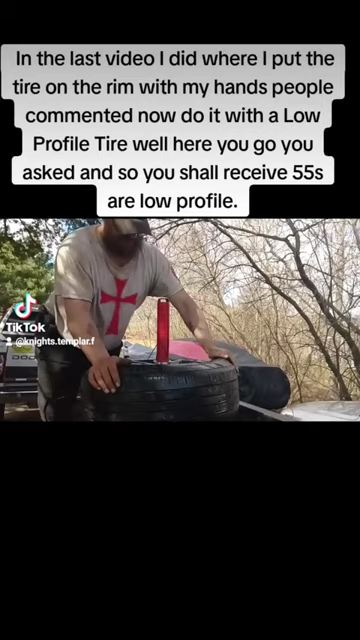 In the last video I did where I put the
tire on the rim with my hands people
commented now do it with a Low
Profile Tire well here you go you
asked and so you shall receive 55s
are low profile.
TikTok
@knights.templar.f